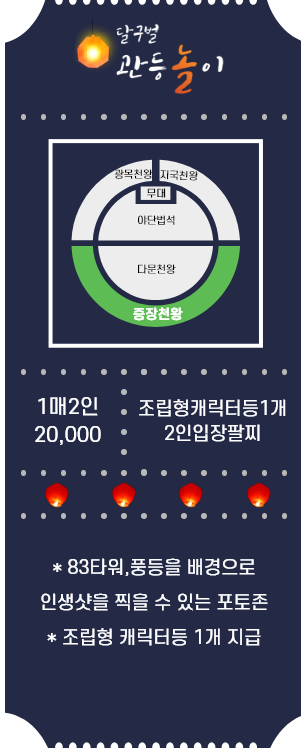 달구벌
관등놀이
광목천왕 지국천왕
무대
야단법석
다문천왕
증장천왕
1매2인
20,000
조립형캐릭터등1개
2인입장팔찌
* 83타워,풍등을 배경으로
인생샷을 찍을 수 있는 포토존
* 조립형 캐릭터등 1개 지급